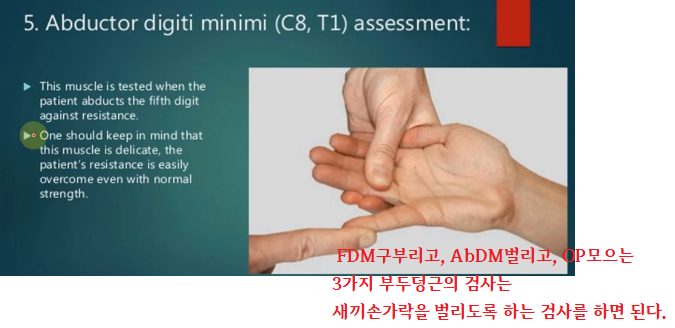 5. Abductor digiti minimi (C8, T1) assessment:
This muscle is tested when the
patient abducts the fifth digit
against resistance.
One should keep in mind that
this muscle is delicate, the
patient's resistance is easily
overcome even with normal
strength.
FDM구부리고, AbDM벌리고, OP모으는
3가지 부두덩근의 검사는
새끼손가락을 벌리도록 하는 검사를 하면 된다.